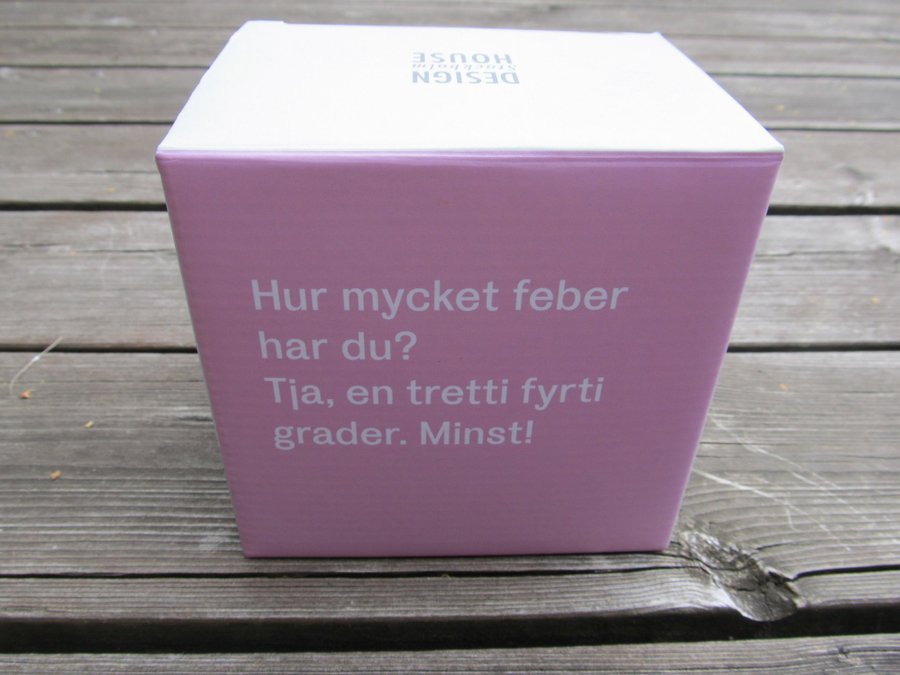 DESIGN
Stockholm
HOUSE
Hur mycket feber
har du?
Tja, en tretti fyrti
grader. Minst!